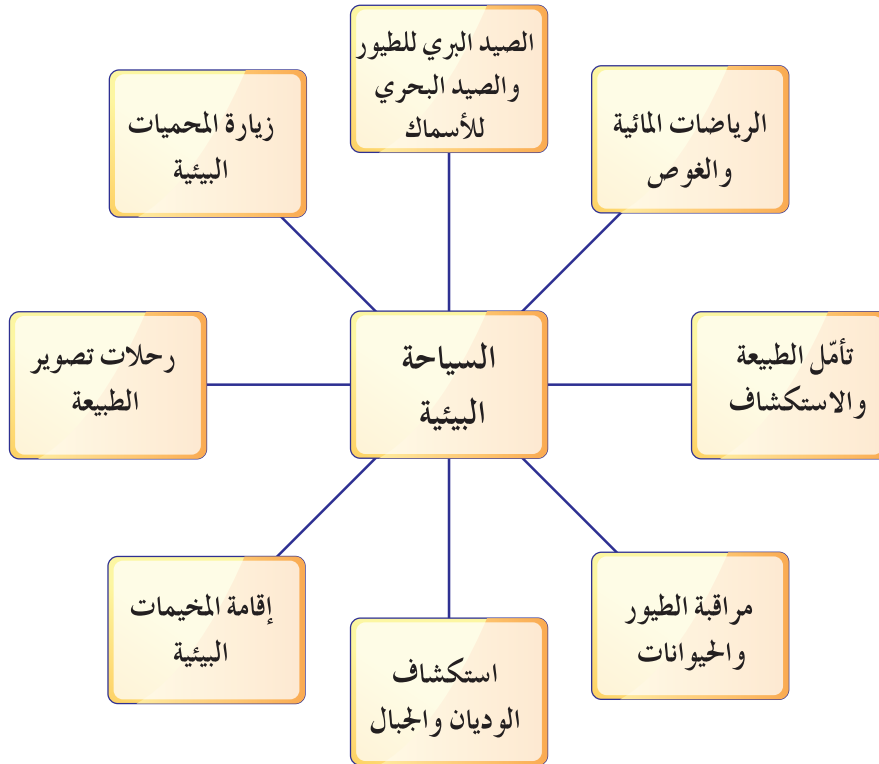 الصيد البري للطيور
والصيد البحري
للأسماك
الرياضات المائية
والغوص
زيارة المحميات
البيئية
تأمّل الطبيعة
والاستكشاف
السياحة
البيئية
رحلات تصوير
الطبيعة
مراقبة الطيور
والحيوانات
إقامة المخيمات
البيئية
استكشاف
الوديان والجبال